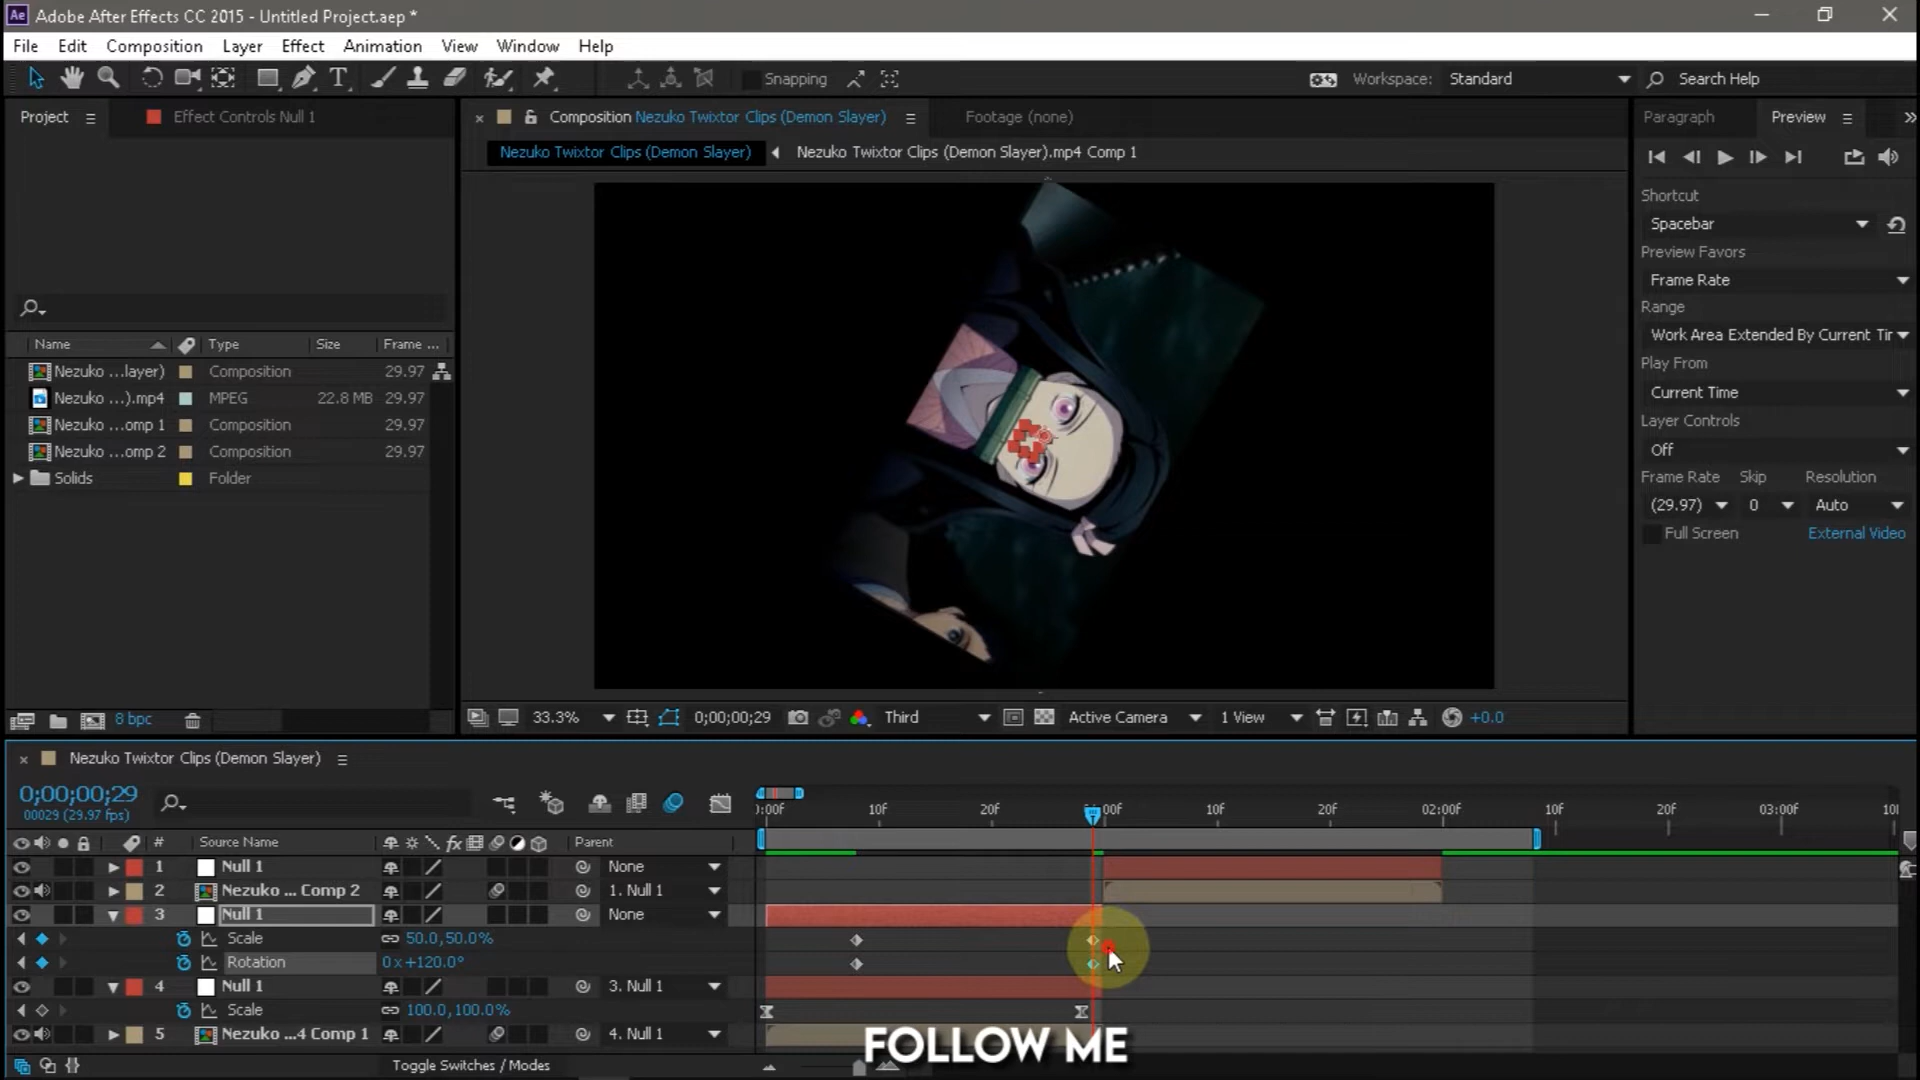 Ae Adobe After Effects CC 2015 - Untitled Project.aep *
File Edit Composition Layer Effect Animation View Window Help
Snapping Workspace: Standard Search Help
Project Effect Controls Null 1
Composition Nezuko Twixtor Clips (Demon Slayer) Footage (none)
Paragraph Preview
Nezuko Twixtor Clips (Demon Slayer) Nezuko Twixtor Clips (Demon Slayer).mp4 Comp 1
Shortcut
Spacebar
Preview Favors
Frame Rate
Range
Work Area Extended By Current Tir
Play From
Current Time
Layer Controls
Off
Frame Rate Skip Resolution
(29.97) 0 Auto
Full Screen External Video
Name Type Size Frame ...
Nezuko ...layer) Composition 29.97
Nezuko ...).mp4 MPEG 22.8 MB 29.97
Nezuko ...omp 1 Composition 29.97
Nezuko ...omp 2 Composition 29.97
Solids Folder
8 bpc
33.3% 0;00;00;29 Third Active Camera 1 View +0.0
Nezuko Twixtor Clips (Demon Slayer)
0;00;00;29
00029 (29.97 fps)
):00f 10f 20f 00f 10f 20f 02:00f 10f 20f 03:00f 10
# Source Name fx Parent
1 Null 1 None
2 Nezuko ... Comp 2 1. Null 1
3 Null 1 None
Scale 50.0,50.0%
Rotation 0x+120.0°
4 Null 1 3. Null 1
Scale 100.0,100.0%
5 Nezuko ...4 Comp 1 4. Null 1
Toggle Switches / Modes
FOLLOW ME